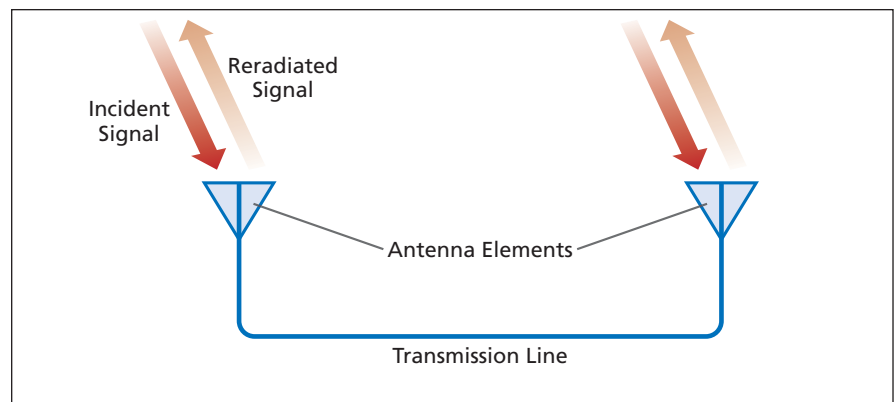 Reradiated
Signal
Incident
Signal
Antenna Elements
Transmission Line